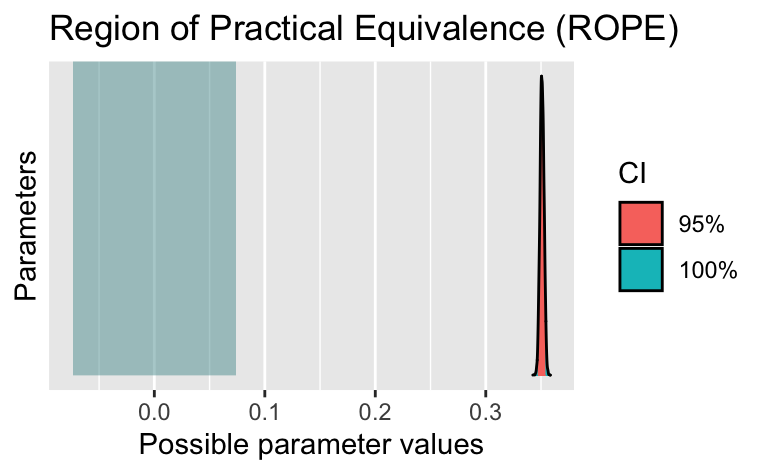 Region of Practical Equivalence (ROPE)
Parameters
CI
95%
100%
0.0 0.1 0.2 0.3
Possible parameter values